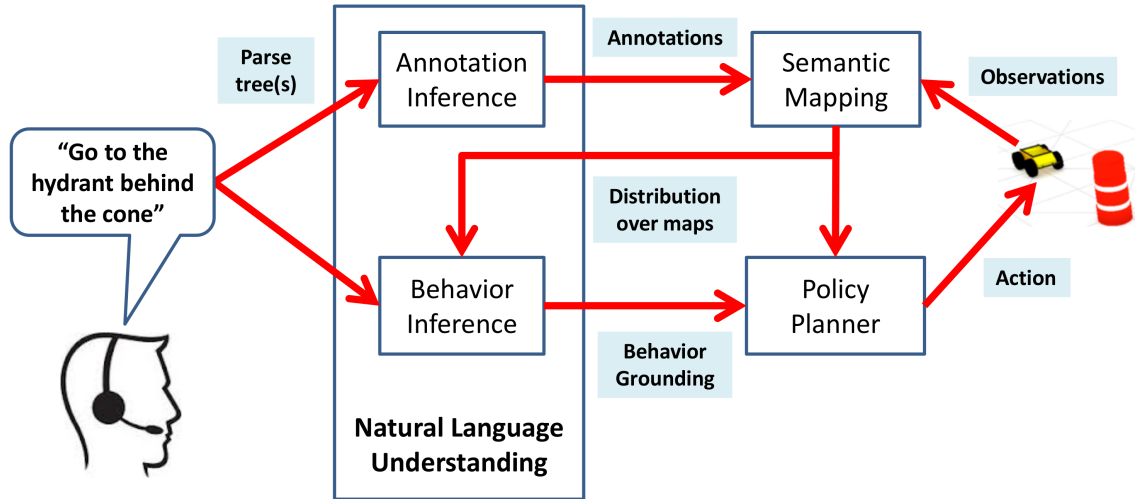 Parse
tree(s)
Annotation
Inference
Annotations
Semantic
Mapping
Observations
“Go to the
hydrant behind
the cone”
Distribution
over maps
Behavior
Inference
Policy
Planner
Action
Behavior
Grounding
Natural Language
Understanding